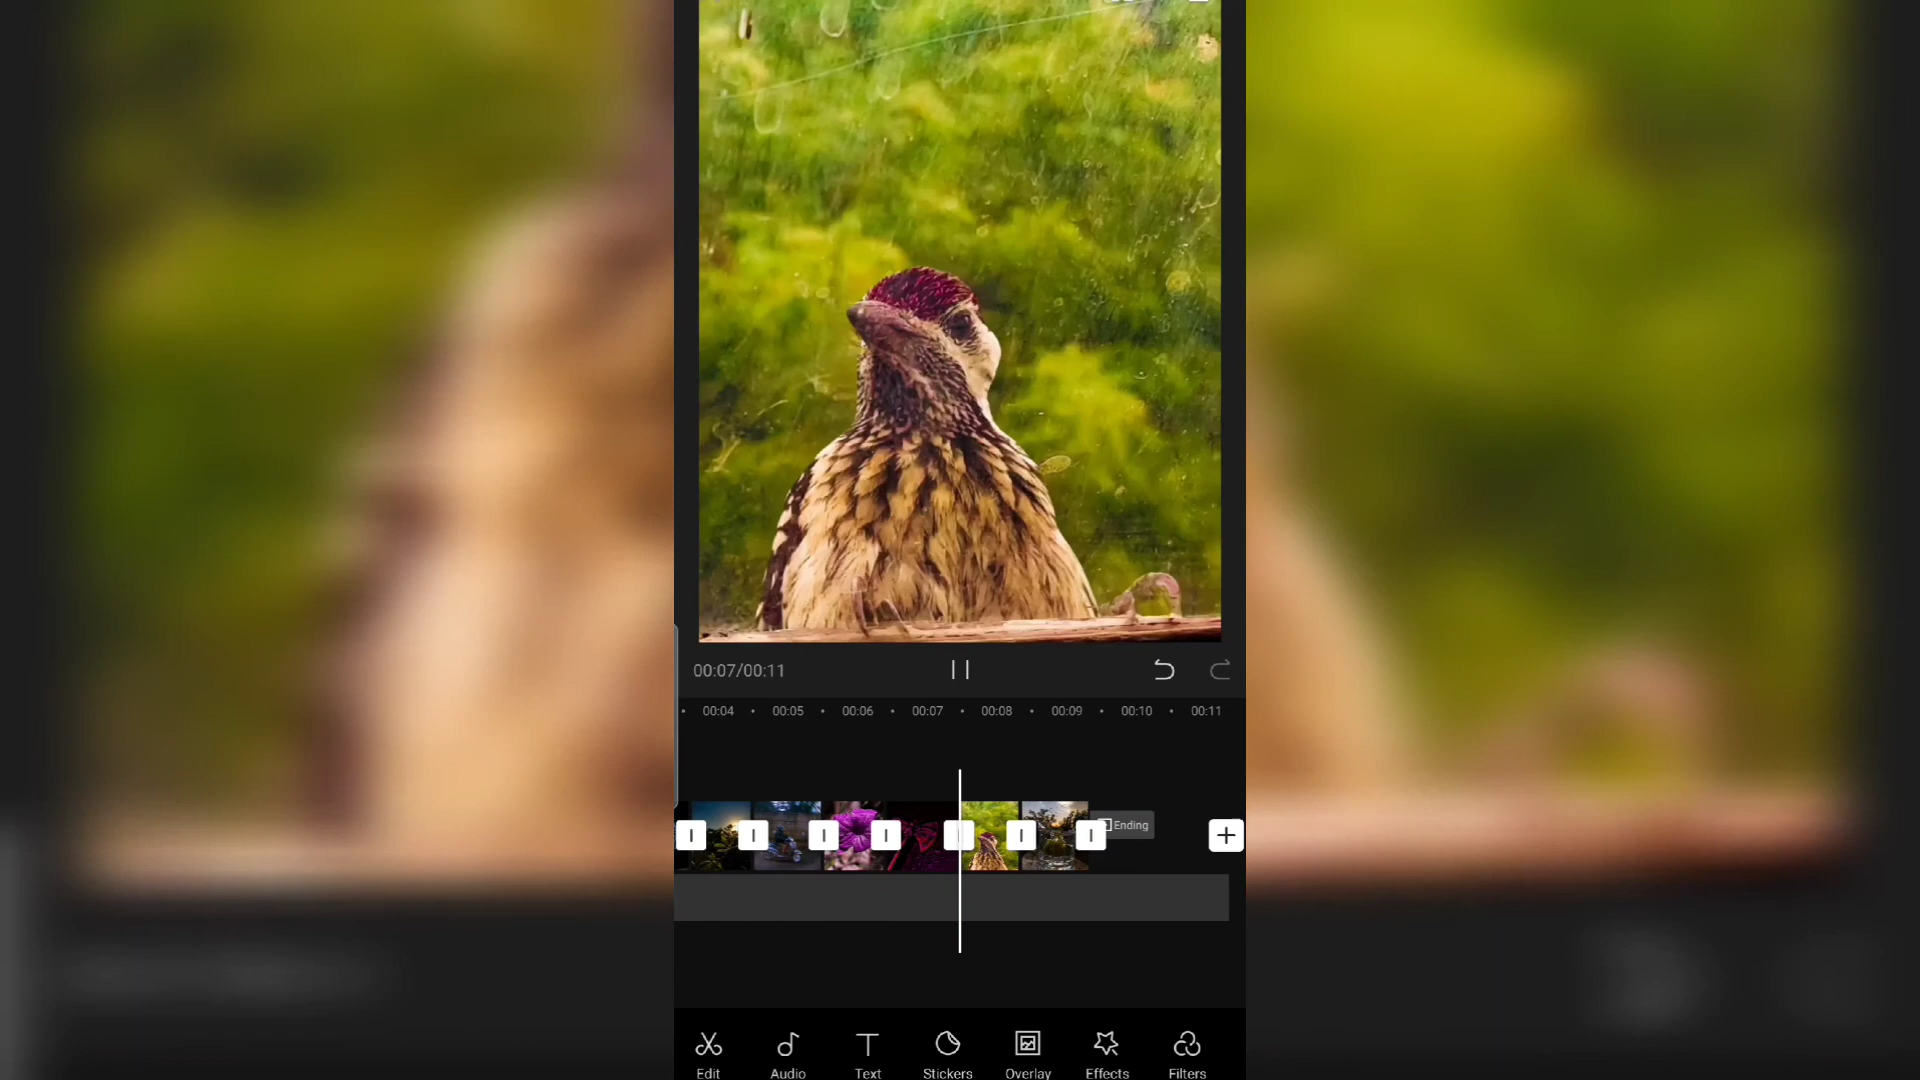 00:07/00:11
00:04 00:05 00:06 00:07 00:08 00:09 00:10 00:11
Ending
Edit Audio Text Stickers Overlay Effects Filters